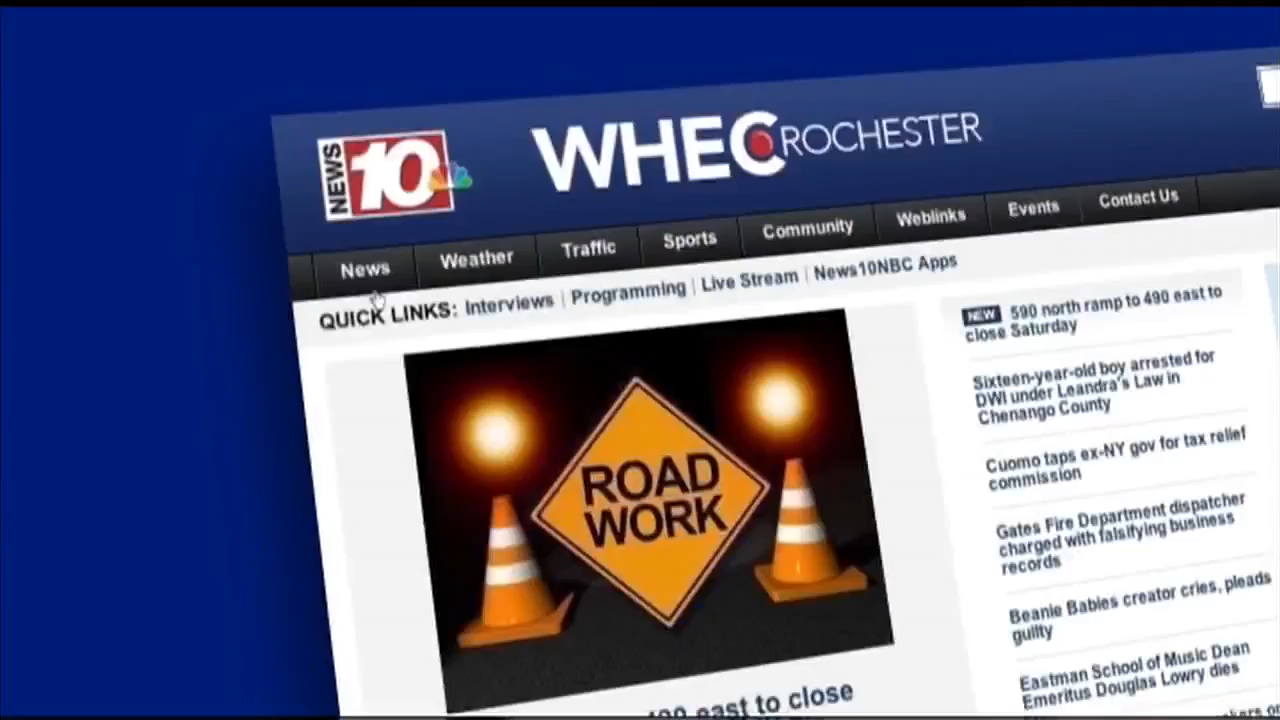 NEWS
10
WHEC ROCHESTER
News Weather Traffic Sports Community Weblinks Events Contact Us
QUICK LINKS: Interviews | Programming | Live Stream | News10NBC Apps
ROAD
WORK
east to close
NEW 590 north ramp to 490 east to
close Saturday
Sixteen-year-old boy arrested for
DWI under Leandra's Law in
Chenango County
Cuomo taps ex-NY gov for tax relief
commission
Gates Fire Department dispatcher
charged with falsifying business
records
Beanie Babies creator cries, pleads
guilty
Eastman School of Music Dean
Emeritus Douglas Lowry dies